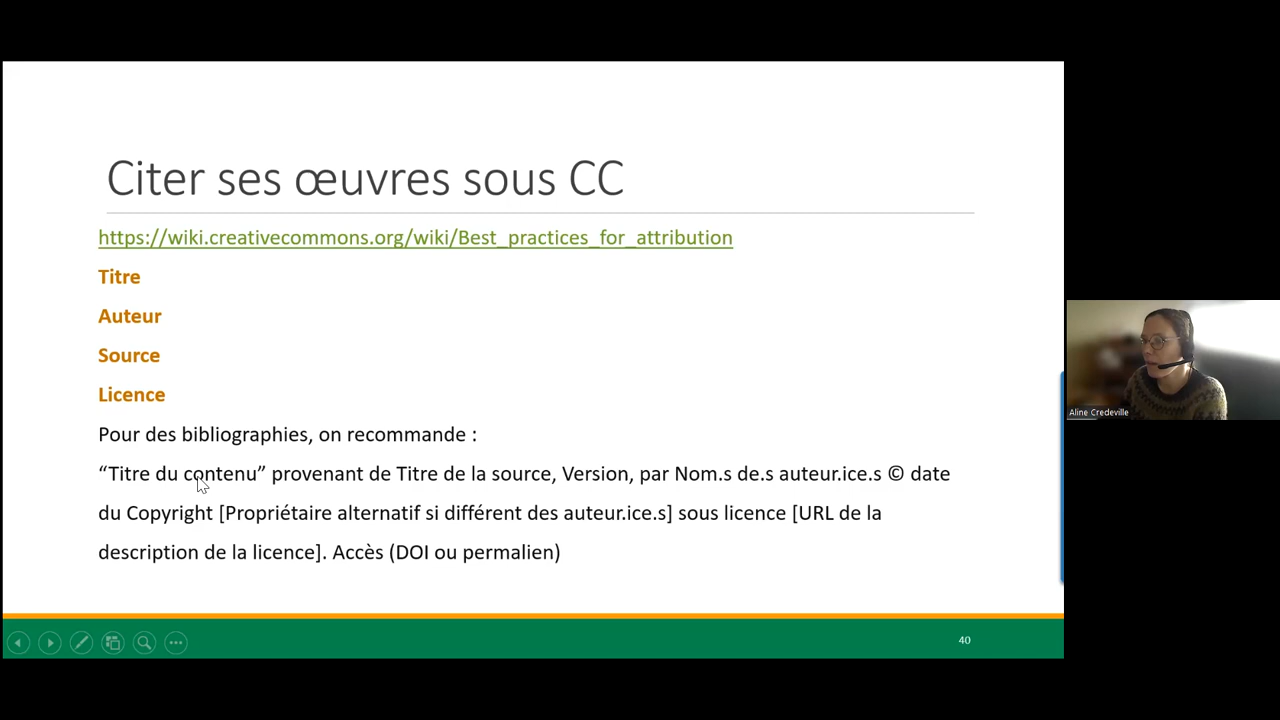 Citer ses œuvres sous CC
https://wiki.creativecommons.org/wiki/Best_practices_for_attribution
Titre
Auteur
Source
Licence
Pour des bibliographies, on recommande :
“Titre du contenu” provenant de Titre de la source, Version, par Nom.s de.s auteur.ice.s © date
du Copyright [Propriétaire alternatif si différent des auteur.ice.s] sous licence [URL de la
description de la licence]. Accès (DOI ou permalien)
40
Aline Credeville